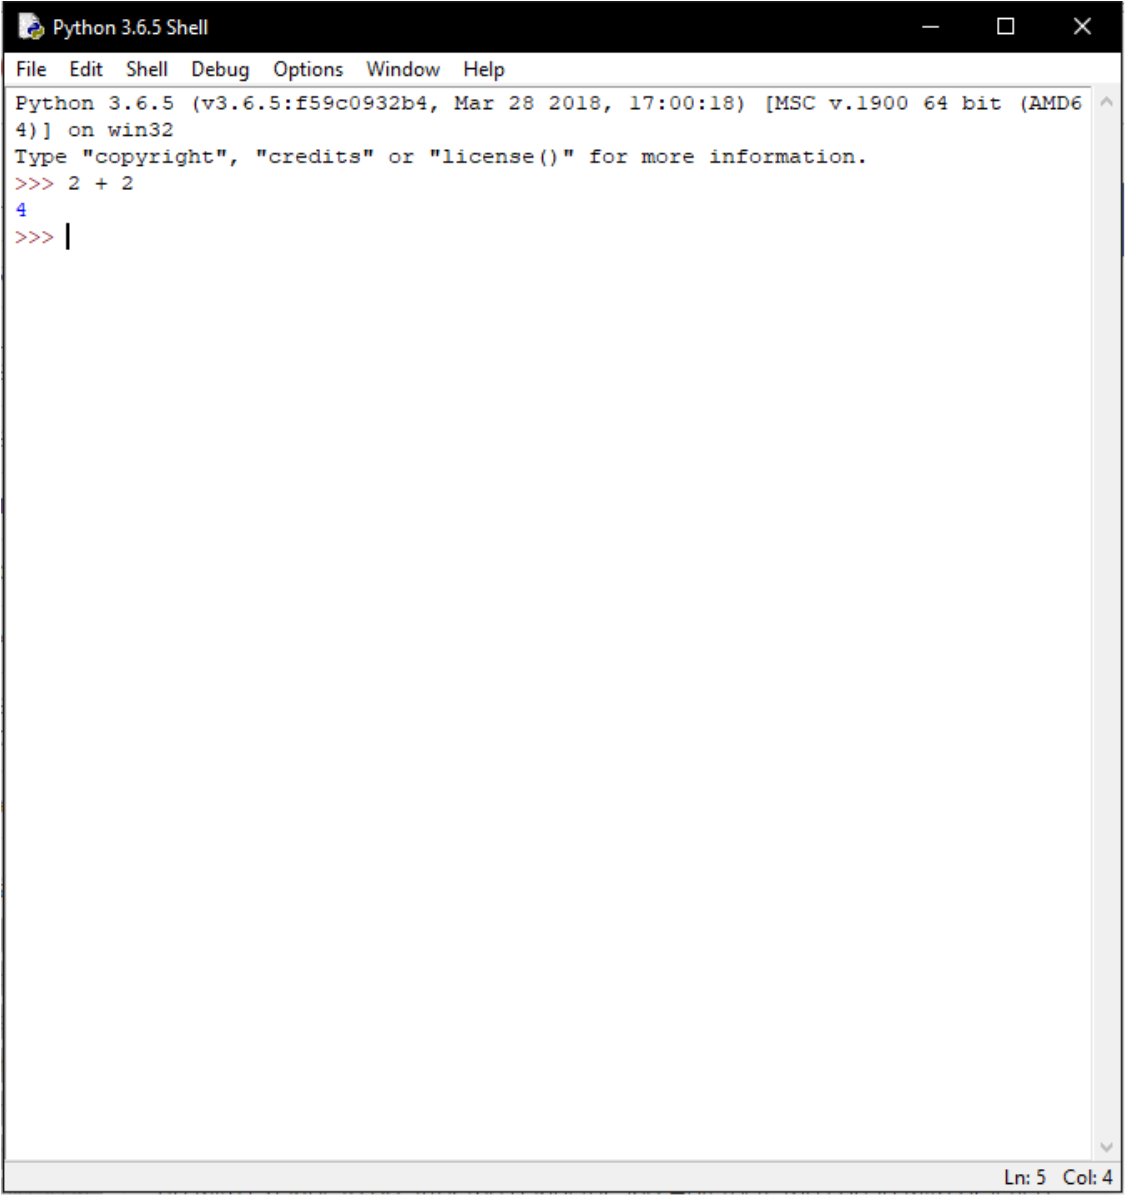 Python 3.6.5 Shell
File Edit Shell Debug Options Window Help
Python 3.6.5 (v3.6.5:f59c0932b4, Mar 28 2018, 17:00:18) [MSC v.1900 64 bit (AMD6
4)] on win32
Type "copyright", "credits" or "license()" for more information.
>>> 2 + 2
4
>>>
Ln: 5 Col: 4